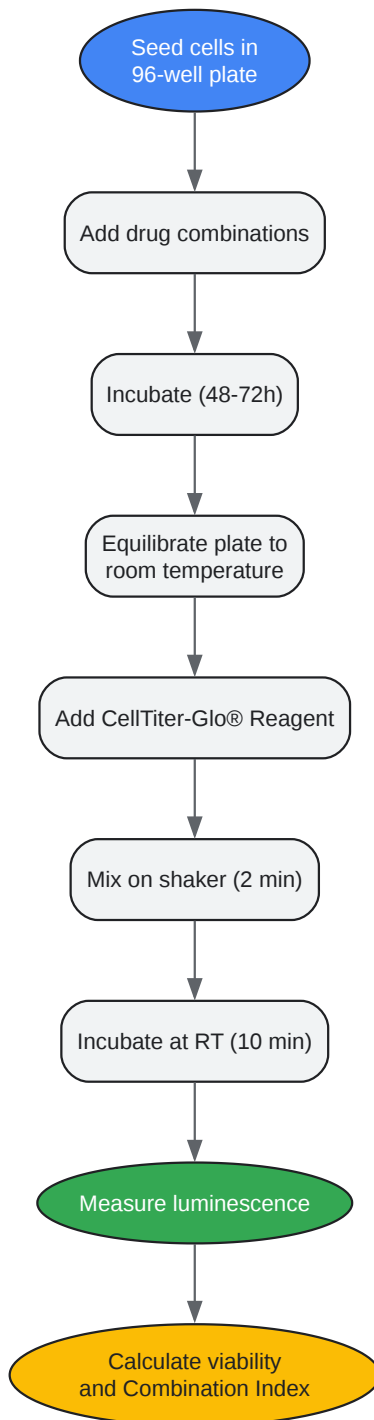 Seed cells in
96-well plate
Add drug combinations
Incubate (48-72h)
Equilibrate plate to
room temperature
Add CellTiter-Glo® Reagent
Mix on shaker (2 min)
Incubate at RT (10 min)
Measure luminescence
Calculate viability
and Combination Index